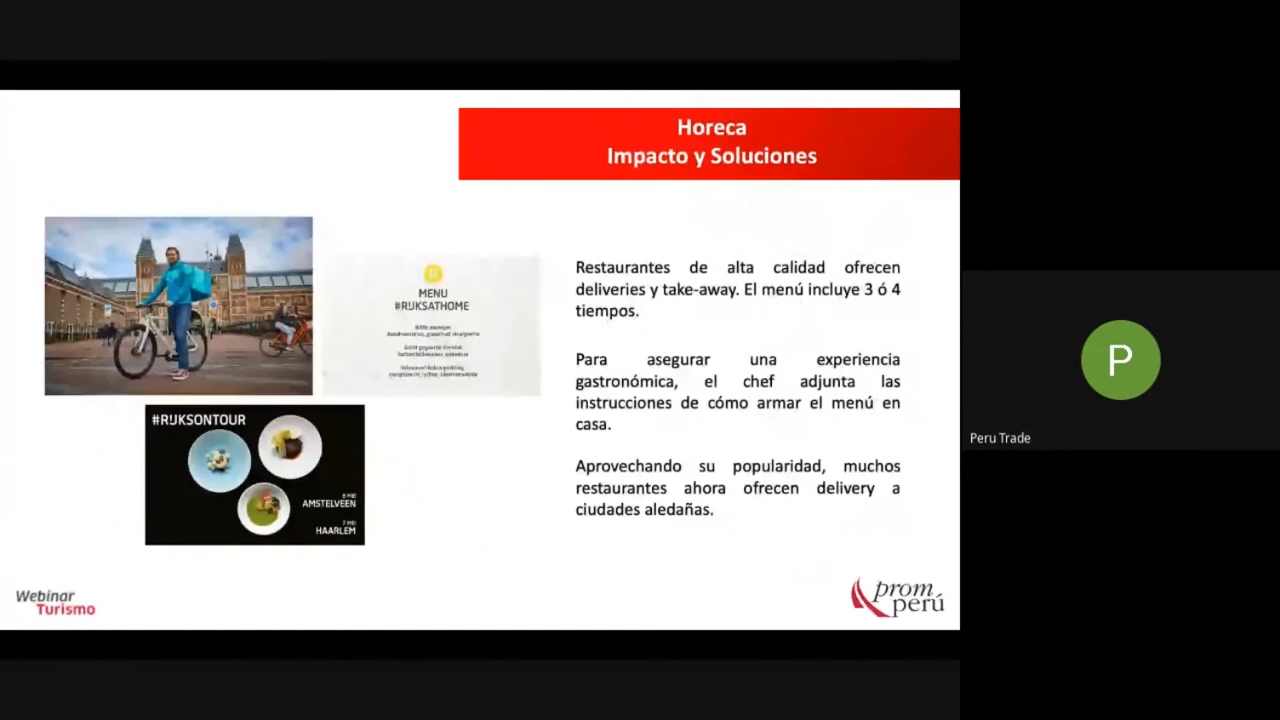 Horeca
Impacto y Soluciones
MENU
#RIJKSATHOME
#RIJKSONTOUR
AMSTELVEEN
7 MEI
HAARLEM
Restaurantes de alta calidad ofrecen
deliveries y take-away. El menú incluye 3 ó 4
tiempos.
Para asegurar una experiencia
gastronómica, el chef adjunta las
instrucciones de cómo armar el menú en
casa.
Aprovechando su popularidad, muchos
restaurantes ahora ofrecen delivery a
ciudades aledañas.
Webinar
Turismo
prom
perú
P
Peru Trade